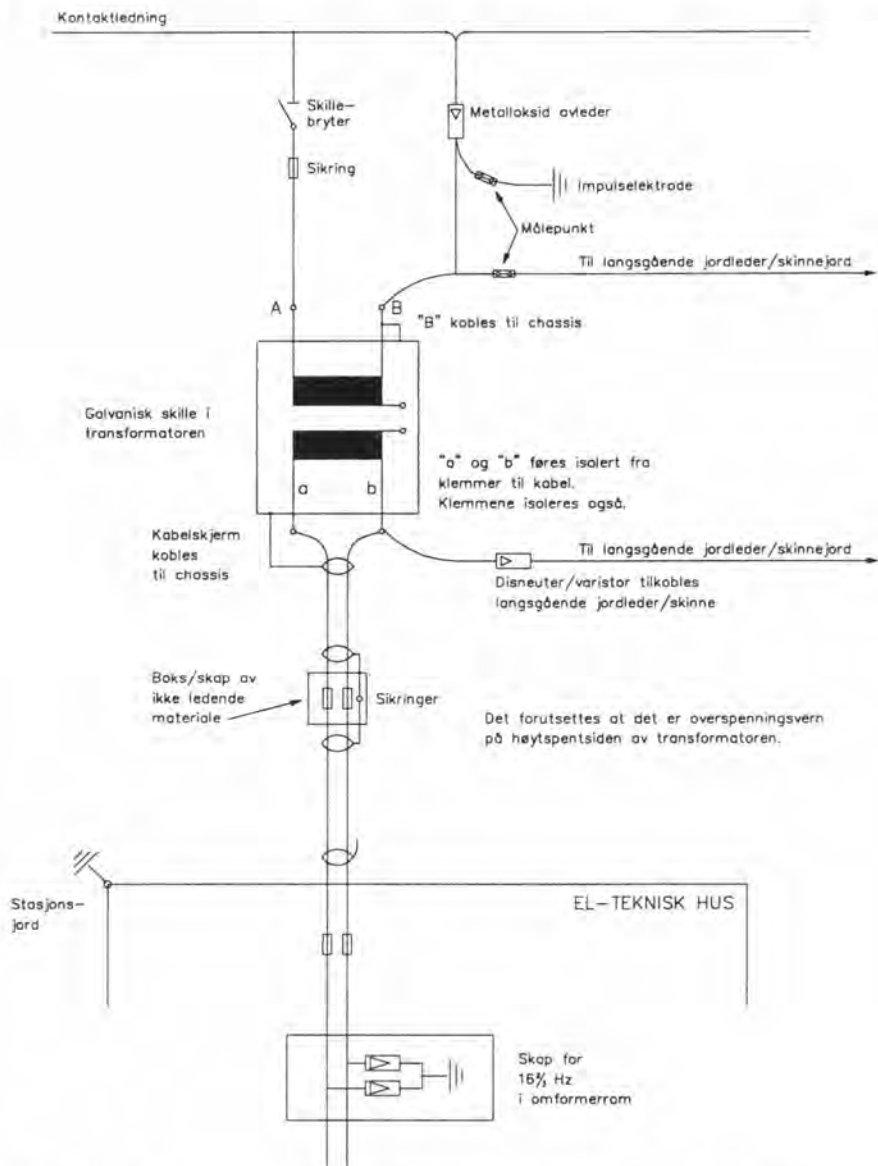 Kontaktledning
Skille-
bryter
Metalloksid avleder
Sikring
Impulselektrode
Målepunkt
Til langsgående jordleder/skinnejord
A
B
"B" kobles til chassis
Galvanisk skille i
transformatoren
"a" og "b" føres isolert fra
klemmer til kabel.
Klemmene isoleres også.
a
b
Kabelskjerm
kobles
til chassis
Til langsgående jordleder/skinnejord
Disneuter/varistor tilkobles
langsgående jordleder/skinne
Boks/skap av
ikke ledende
materiale
Sikringer
Det forutsettes at det er overspenningsvern
på høytspentsiden av transformatoren.
Stasjons-
jord
EL-TEKNISK HUS
Skap for
16⅔ Hz
i omformerrom